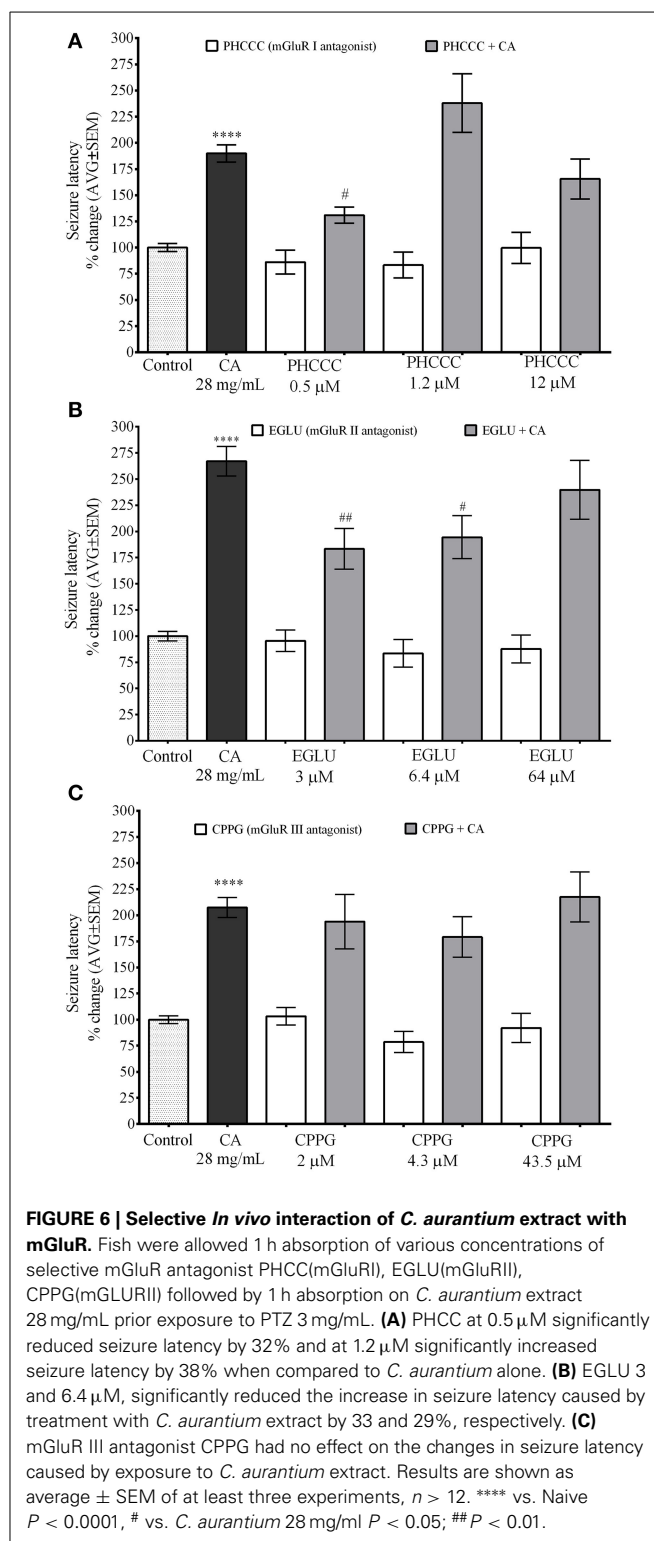 A
300
275
250
225
200
175
150
125
100
75
50
25
0
Seizure latency
% change (AVG±SEM)
PHCCC (mGluR I antagonist)
PHCCC + CA
****
#
Control
CA
28 mg/mL
PHCCC
0.5 µM
PHCCC
1.2 µM
PHCCC
12 µM
B
300
275
250
225
200
175
150
125
100
75
50
25
0
Seizure latency
% change (AVG±SEM)
EGLU (mGluR II antagonist)
EGLU + CA
****
##
#
Control
CA
28 mg/mL
EGLU
3 µM
EGLU
6.4 µM
EGLU
64 µM
C
300
275
250
225
200
175
150
125
100
75
50
25
0
Seizure latency
% change (AVG±SEM)
CPPG (mGluR III antagonist)
CPPG + CA
****
Control
CA
28 mg/mL
CPPG
2 µM
CPPG
4.3 µM
CPPG
43.5 µM
FIGURE 6 | Selective In vivo interaction of C. aurantium extract with
mGluR. Fish were allowed 1 h absorption of various concentrations of
selective mGluR antagonist PHCC(mGluRI), EGLU(mGluRII),
CPPG(mGLURII) followed by 1 h absorption on C. aurantium extract
28 mg/mL prior exposure to PTZ 3 mg/mL. (A) PHCC at 0.5 µM significantly
reduced seizure latency by 32% and at 1.2 µM significantly increased
seizure latency by 38% when compared to C. aurantium alone. (B) EGLU 3
and 6.4 µM, significantly reduced the increase in seizure latency caused by
treatment with C. aurantium extract by 33 and 29%, respectively. (C)
mGluR III antagonist CPPG had no effect on the changes in seizure latency
caused by exposure to C. aurantium extract. Results are shown as
average ± SEM of at least three experiments, n > 12. **** vs. Naive
P < 0.0001, # vs. C. aurantium 28 mg/ml P < 0.05; ##P < 0.01.